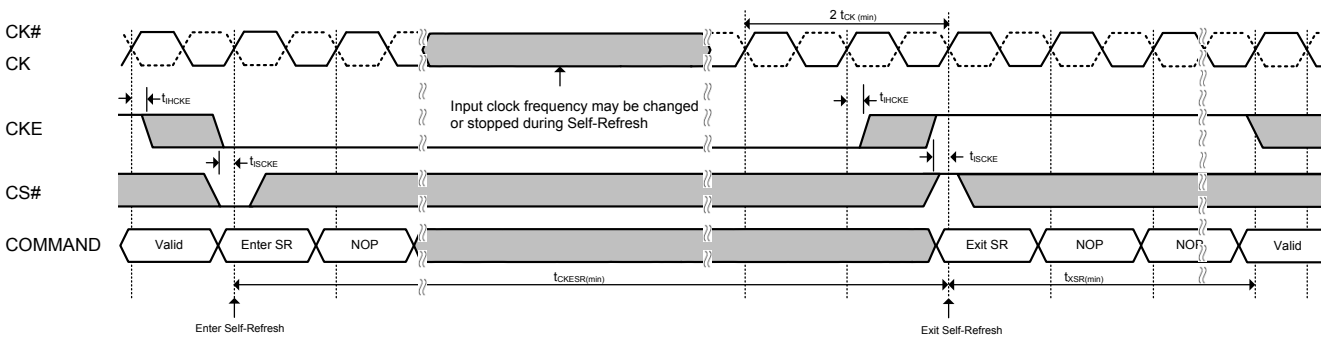 2 tCK (min)
CK#
CK
tIHCKE
Input clock frequency may be changed
or stopped during Self-Refresh
tIHCKE
CKE
tISCKE
tISCKE
CS#
COMMAND
Valid
Enter SR
NOP
Exit SR
NOP
NOP
Valid
tCKESR(min)
tXSR(min)
Enter Self-Refresh
Exit Self-Refresh